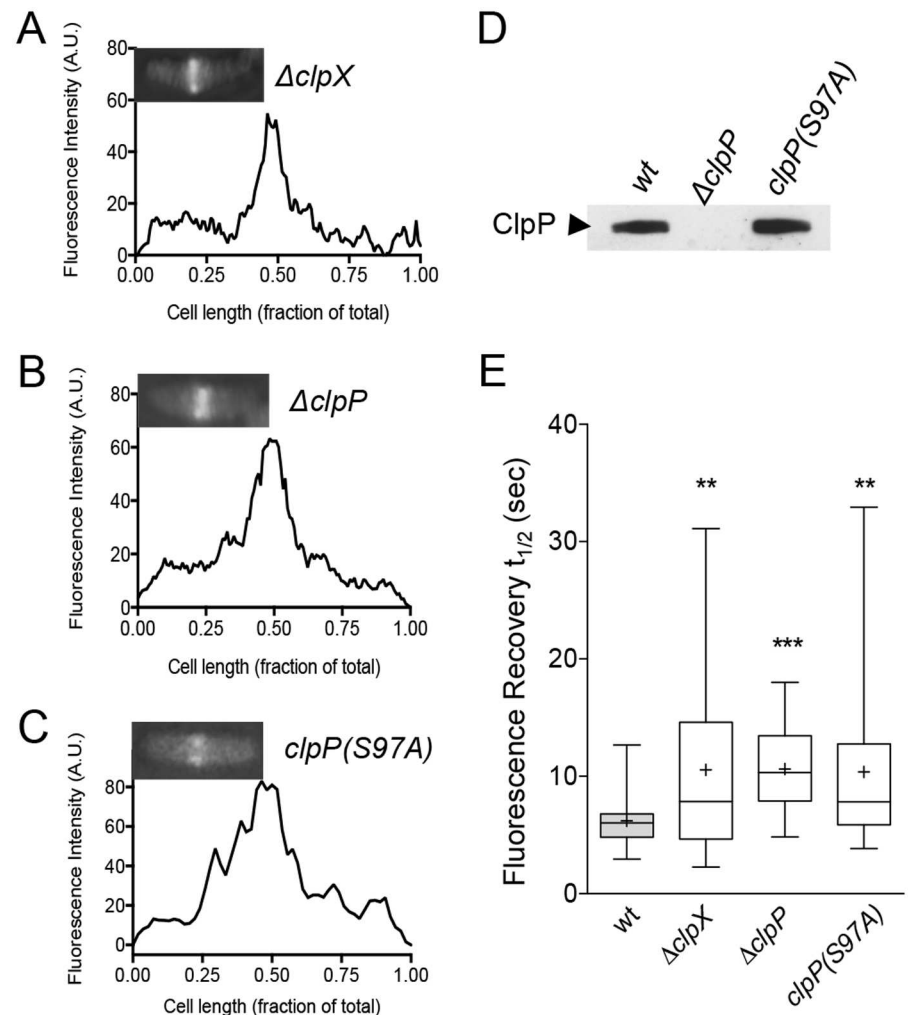 A
Fluorescence Intensity (A.U.)
80
60
40
20
0
ΔclpX
0.00 0.25 0.50 0.75 1.00
Cell length (fraction of total)
B
Fluorescence Intensity (A.U.)
80
60
40
20
0
ΔclpP
0.00 0.25 0.50 0.75 1.00
Cell length (fraction of total)
C
Fluorescence Intensity (A.U.)
80
60
40
20
0
clpP(S97A)
0.00 0.25 0.50 0.75 1.00
Cell length (fraction of total)
D
wt ΔclpP clpP(S97A)
ClpP
E
Fluorescence Recovery t1/2 (sec)
40
30
20
10
0
** *** **
wt ΔclpX ΔclpP clpP(S97A)